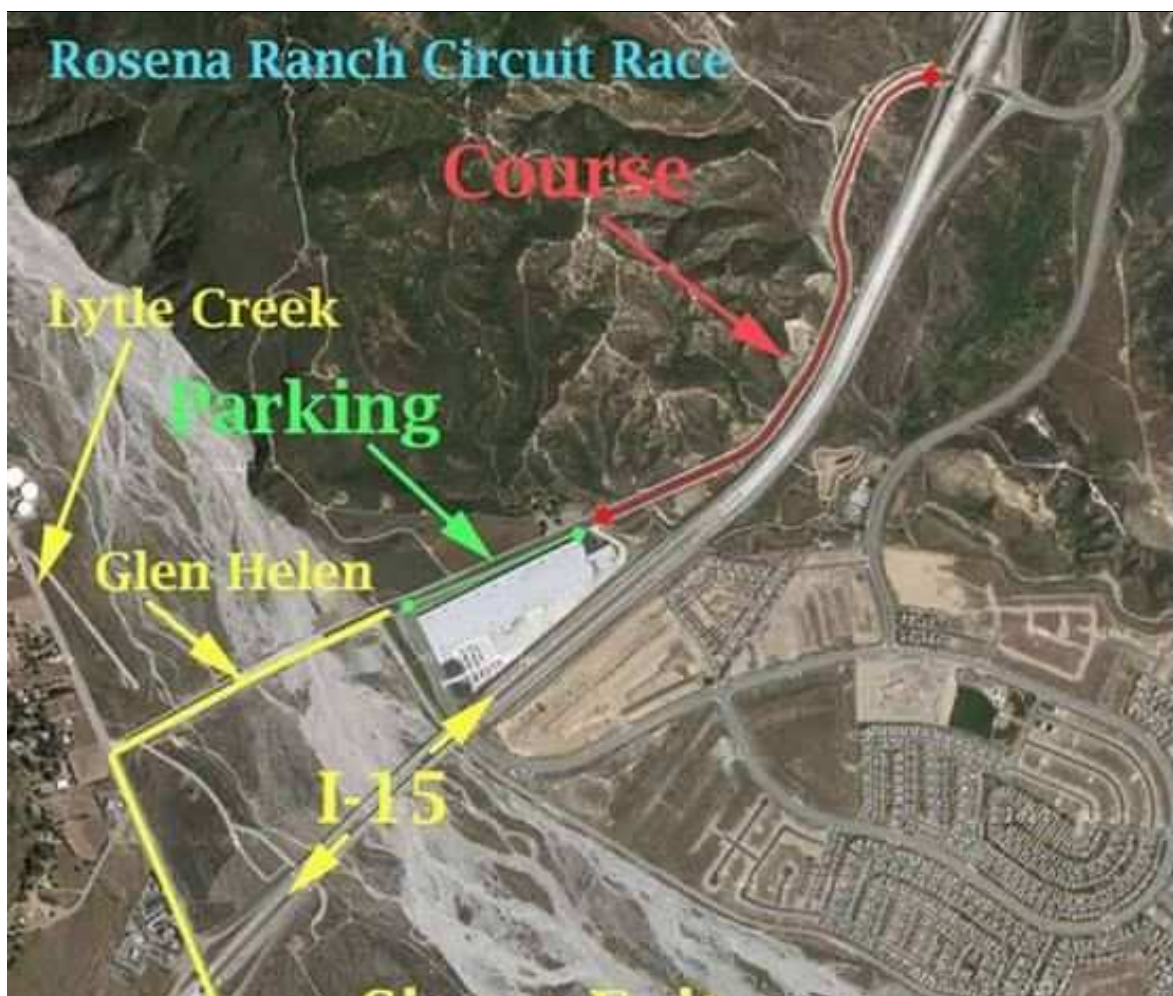 Rosena Ranch Circuit Race
Course
Lytle Creek
Parking
Glen Helen
I-15